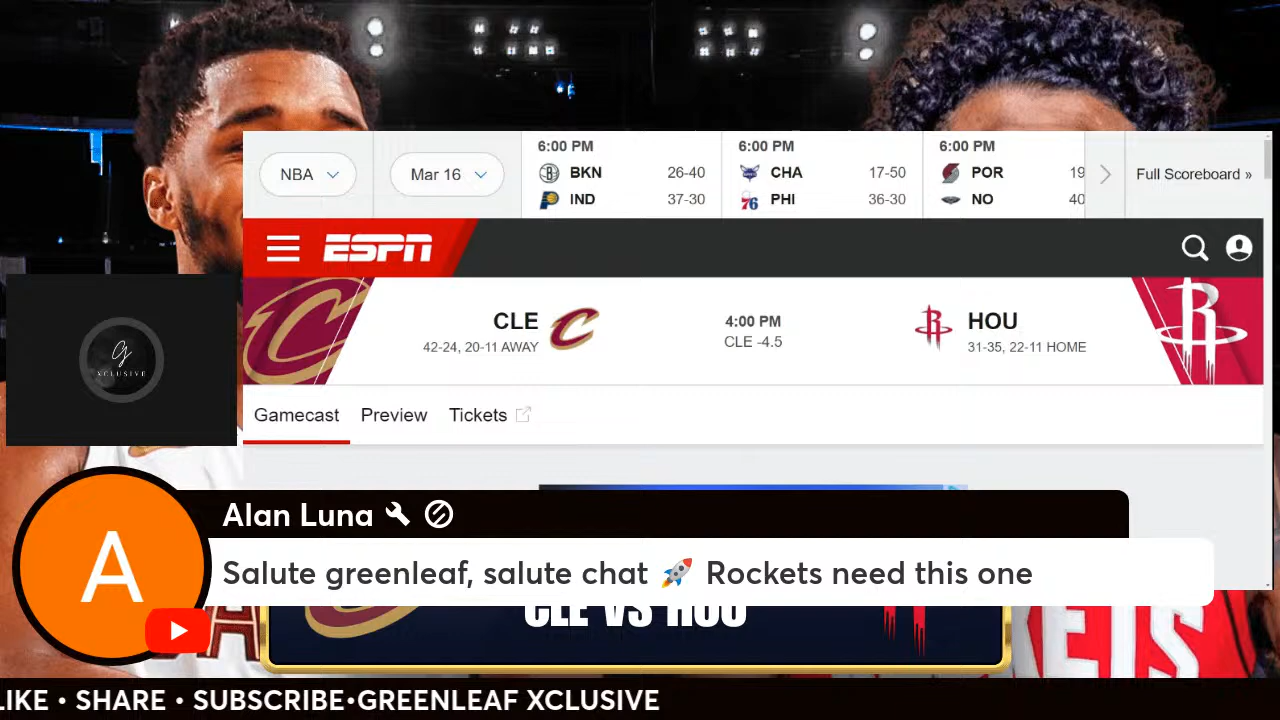 6:00 PM
6:00 PM
6:00 PM
NBA
Mar 16
BKN 26-40
CHA 17-50
POR 19
Full Scoreboard »
IND 37-30
PHI 36-30
NO 40
ESPN
CLE
4:00 PM
HOU
42-24, 20-11 AWAY
CLE -4.5
31-35, 22-11 HOME
g
XCLUSIVE
Gamecast Preview Tickets
Alan Luna
A
Salute greenleaf, salute chat 🚀 Rockets need this one
CLE VS HOU
LIKE • SHARE • SUBSCRIBE•GREENLEAF XCLUSIVE